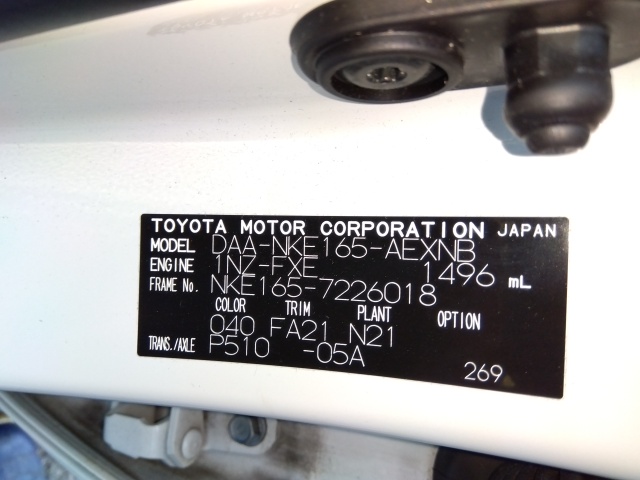 TOYOTA MOTOR CORPORATION JAPAN
MODEL DAA-NKE165-AEXNB
ENGINE 1NZ-FXE 1496 mL
FRAME No. NKE165-7226018
COLOR TRIM PLANT OPTION
040 FA21 N21
TRANS./AXLE P510 -05A
269